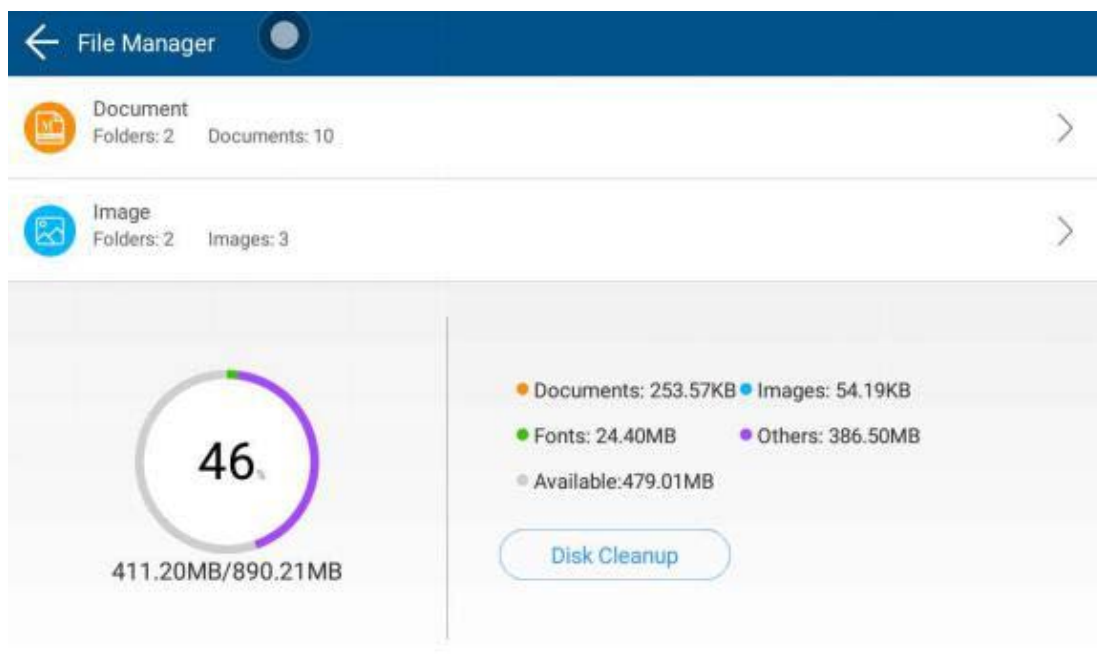 File Manager
Document
Folders: 2 Documents: 10
Image
Folders: 2 Images: 3
46%
411.20MB/890.21MB
Documents: 253.57KB Images: 54.19KB
Fonts: 24.40MB Others: 386.50MB
Available:479.01MB
Disk Cleanup